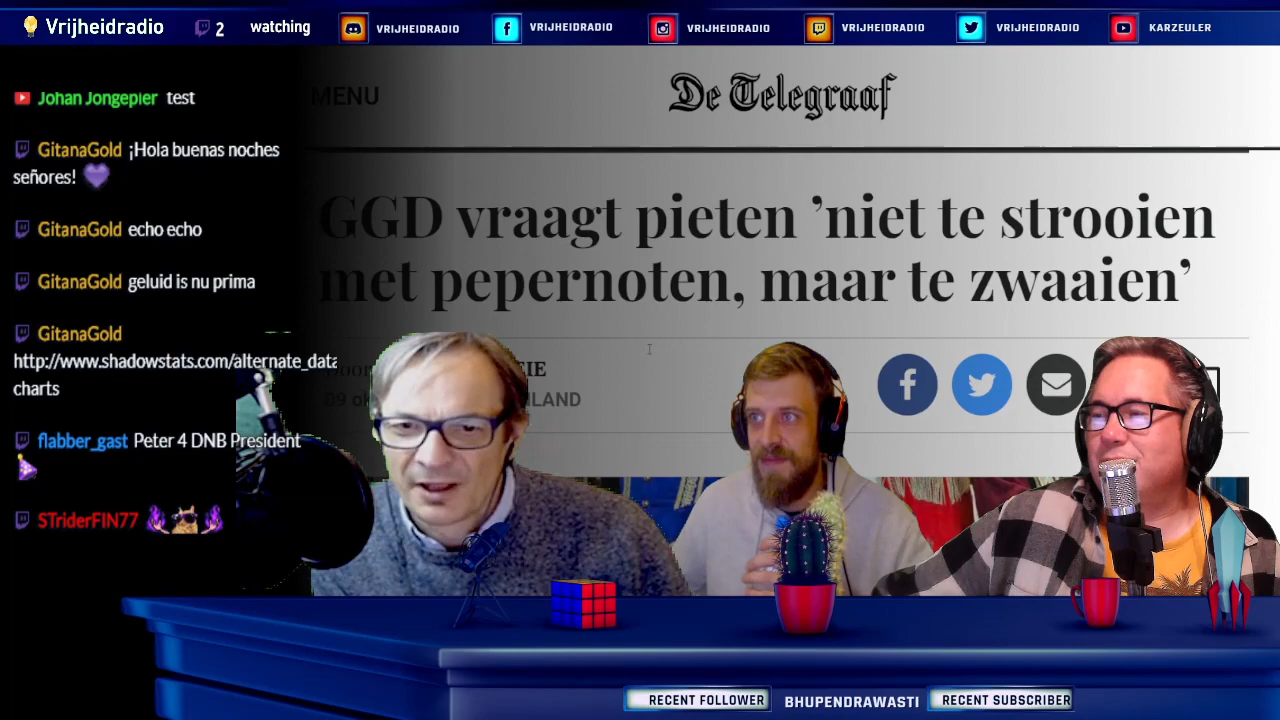 Vrijheidradio
2 watching
VRIJHEIDRADIO
VRIJHEIDRADIO
VRIJHEIDRADIO
VRIJHEIDRADIO
VRIJHEIDRADIO
KARZEULER
Johan Jongepier test
GitanaGold ¡Hola buenas noches
señores!
GitanaGold echo echo
GitanaGold geluid is nu prima
GitanaGold
http://www.shadowstats.com/alternate_data
charts
flabber_gast Peter 4 DNB President
STriderFIN77
MENU
De Telegraaf
GGD vraagt pieten ’niet te strooien
met pepernoten, maar te zwaaien’
RECENT FOLLOWER
BHUPENDRAWASTI
RECENT SUBSCRIBER